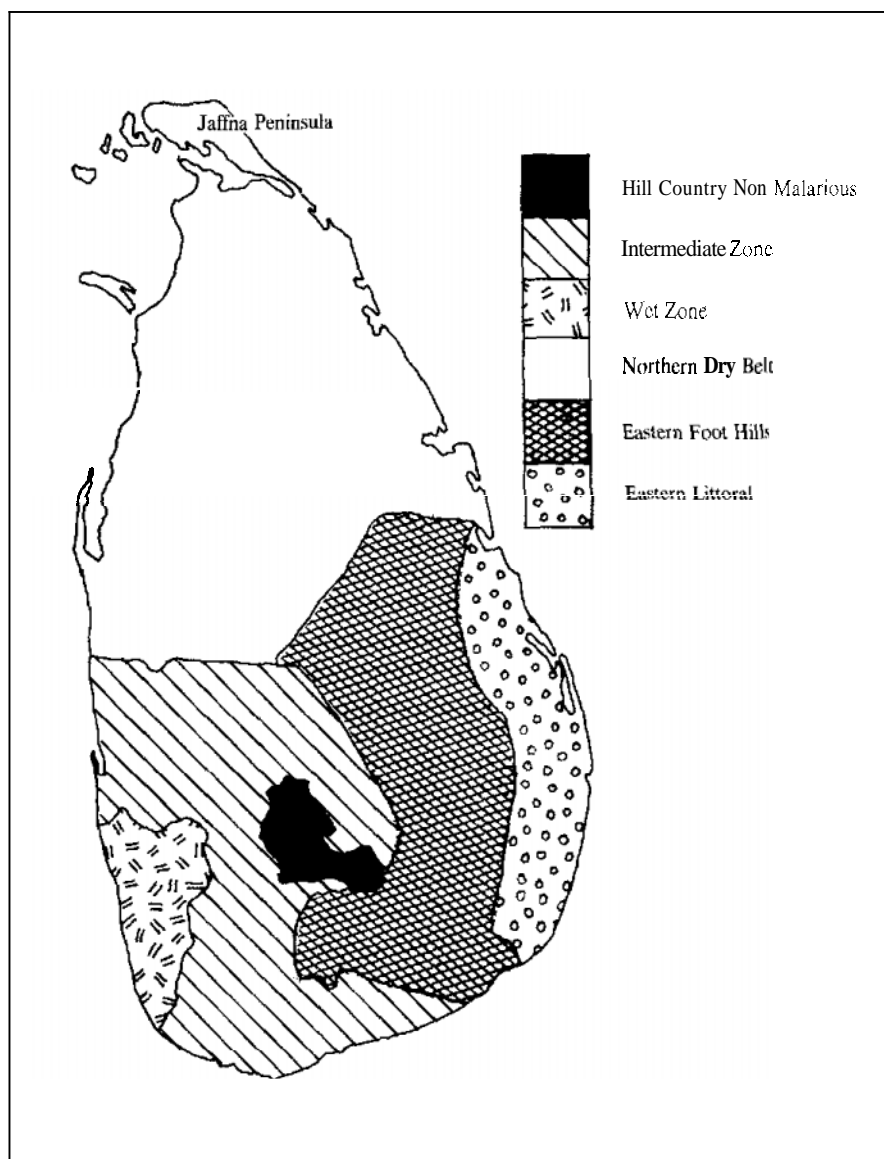 Jaffna Peninsula
Hill Country Non Malarious
Intermediate Zone
Wet Zone
Northern Dry Belt
Eastern Foot Hills
Eastern Littoral